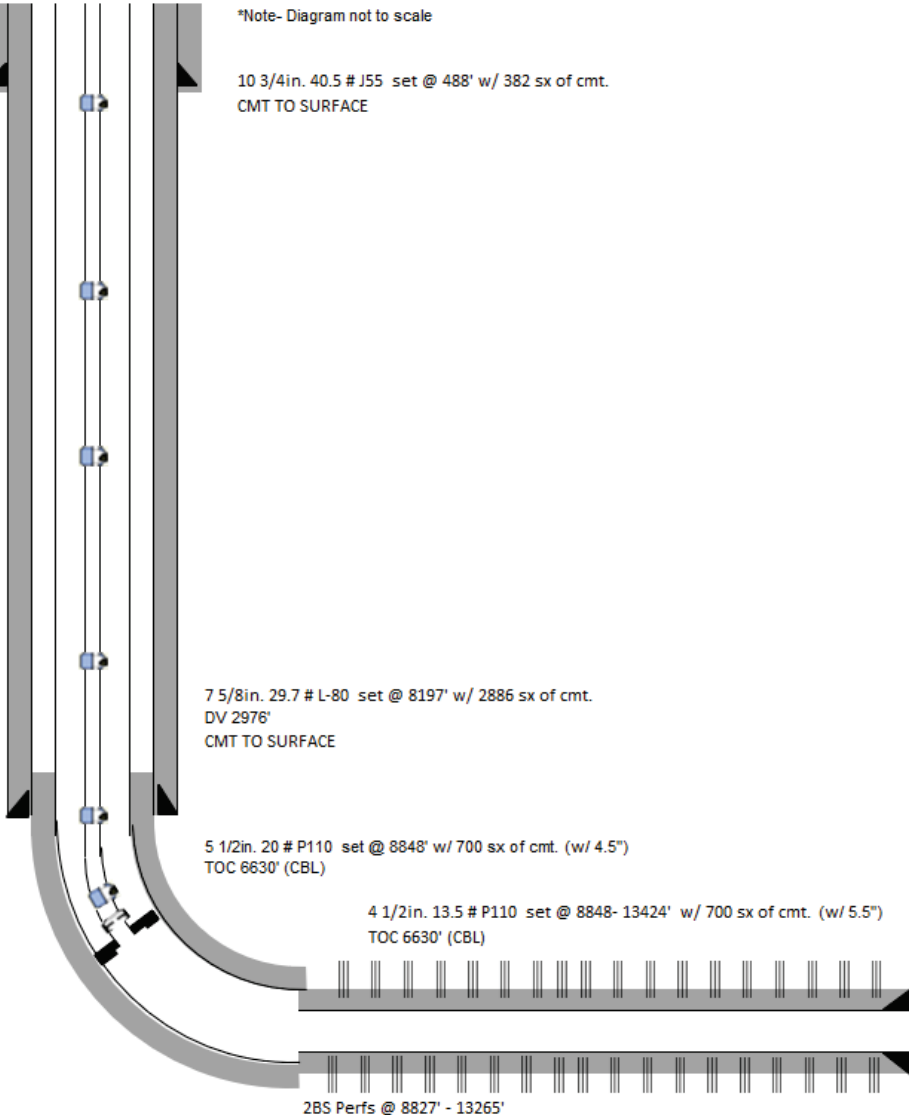 *Note- Diagram not to scale
10 3/4in. 40.5 # J55 set @ 488' w/ 382 sx of cmt.
CMT TO SURFACE
7 5/8in. 29.7 # L-80 set @ 8197' w/ 2886 sx of cmt.
DV 2976'
CMT TO SURFACE
5 1/2in. 20 # P110 set @ 8848' w/ 700 sx of cmt. (w/ 4.5")
TOC 6630' (CBL)
4 1/2in. 13.5 # P110 set @ 8848- 13424' w/ 700 sx of cmt. (w/ 5.5")
TOC 6630' (CBL)
2BS Perfs @ 8827' - 13265'